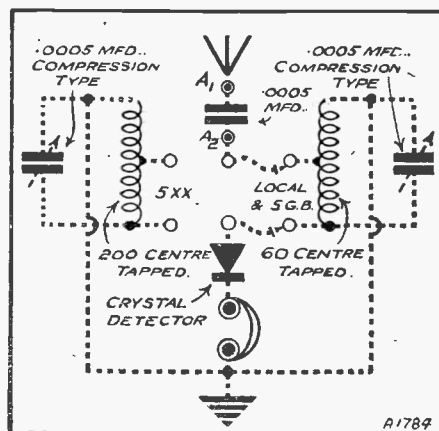 .0005 MFD..
COMPRESSION
TYPE
A1
.0005
MFD..
A2
.0005 MFD..
COMPRESSION
TYPE
5XX
LOCAL
& 5.G.B.
200 CENTRE
TAPPED.
60 CENTRE
TAPPED.
CRYSTAL
DETECTOR
A1784